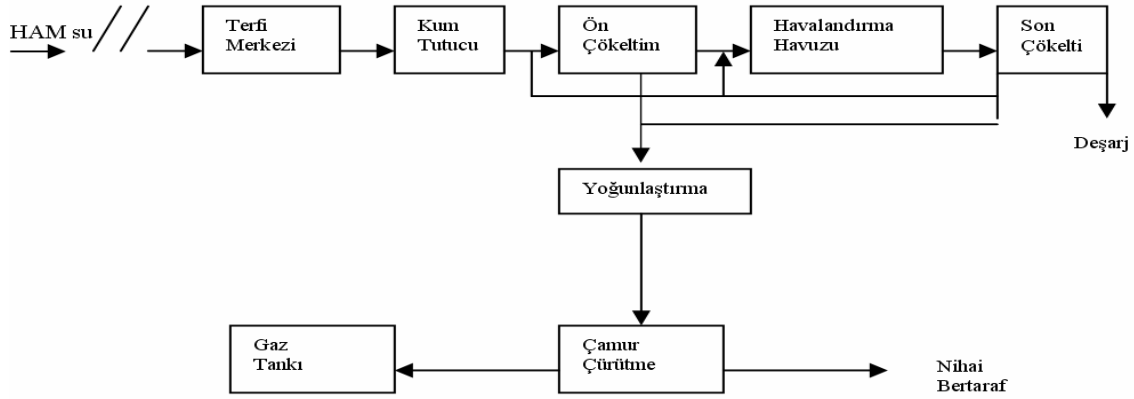 HAM su
Terfi
Merkezi
Kum
Tutucu
Ön
Çökeltim
Havalandırma
Havuzu
Son
Çökelti
Deşarj
Yoğunlaştırma
Gaz
Tankı
Çamur
Çürütme
Nihai
Bertaraf